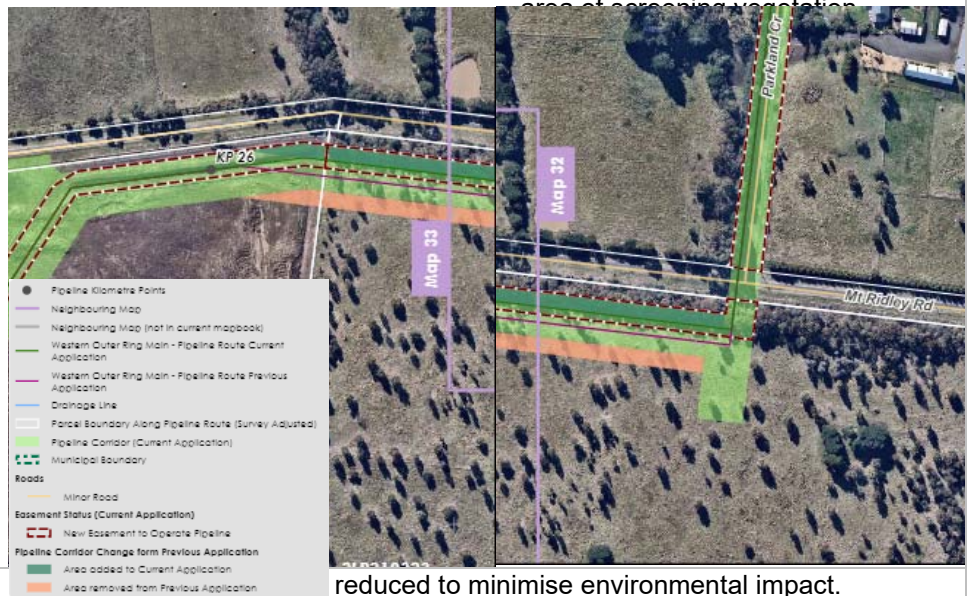 area of screening vegetation
KP 26
Map 33
Map 32
Parkland Cr
Mt Ridley Rd
Pipeline Kilometre Points
Neighbouring Map
Neighbouring Map (not in current mapbook)
Western Outer Ring Main - Pipeline Route Current
Application
Western Outer Ring Main - Pipeline Route Previous
Application
Drainage Line
Parcel Boundary Along Pipeline Route (Survey Adjusted)
Pipeline Corridor (Current Application)
Municipal Boundary
Roads
Minor Road
Easement Status (Current Application)
New Easement to Operate Pipeline
Pipeline Corridor Change form Previous Application
Area added to Current Application
Area removed from Previous Application
reduced to minimise environmental impact.